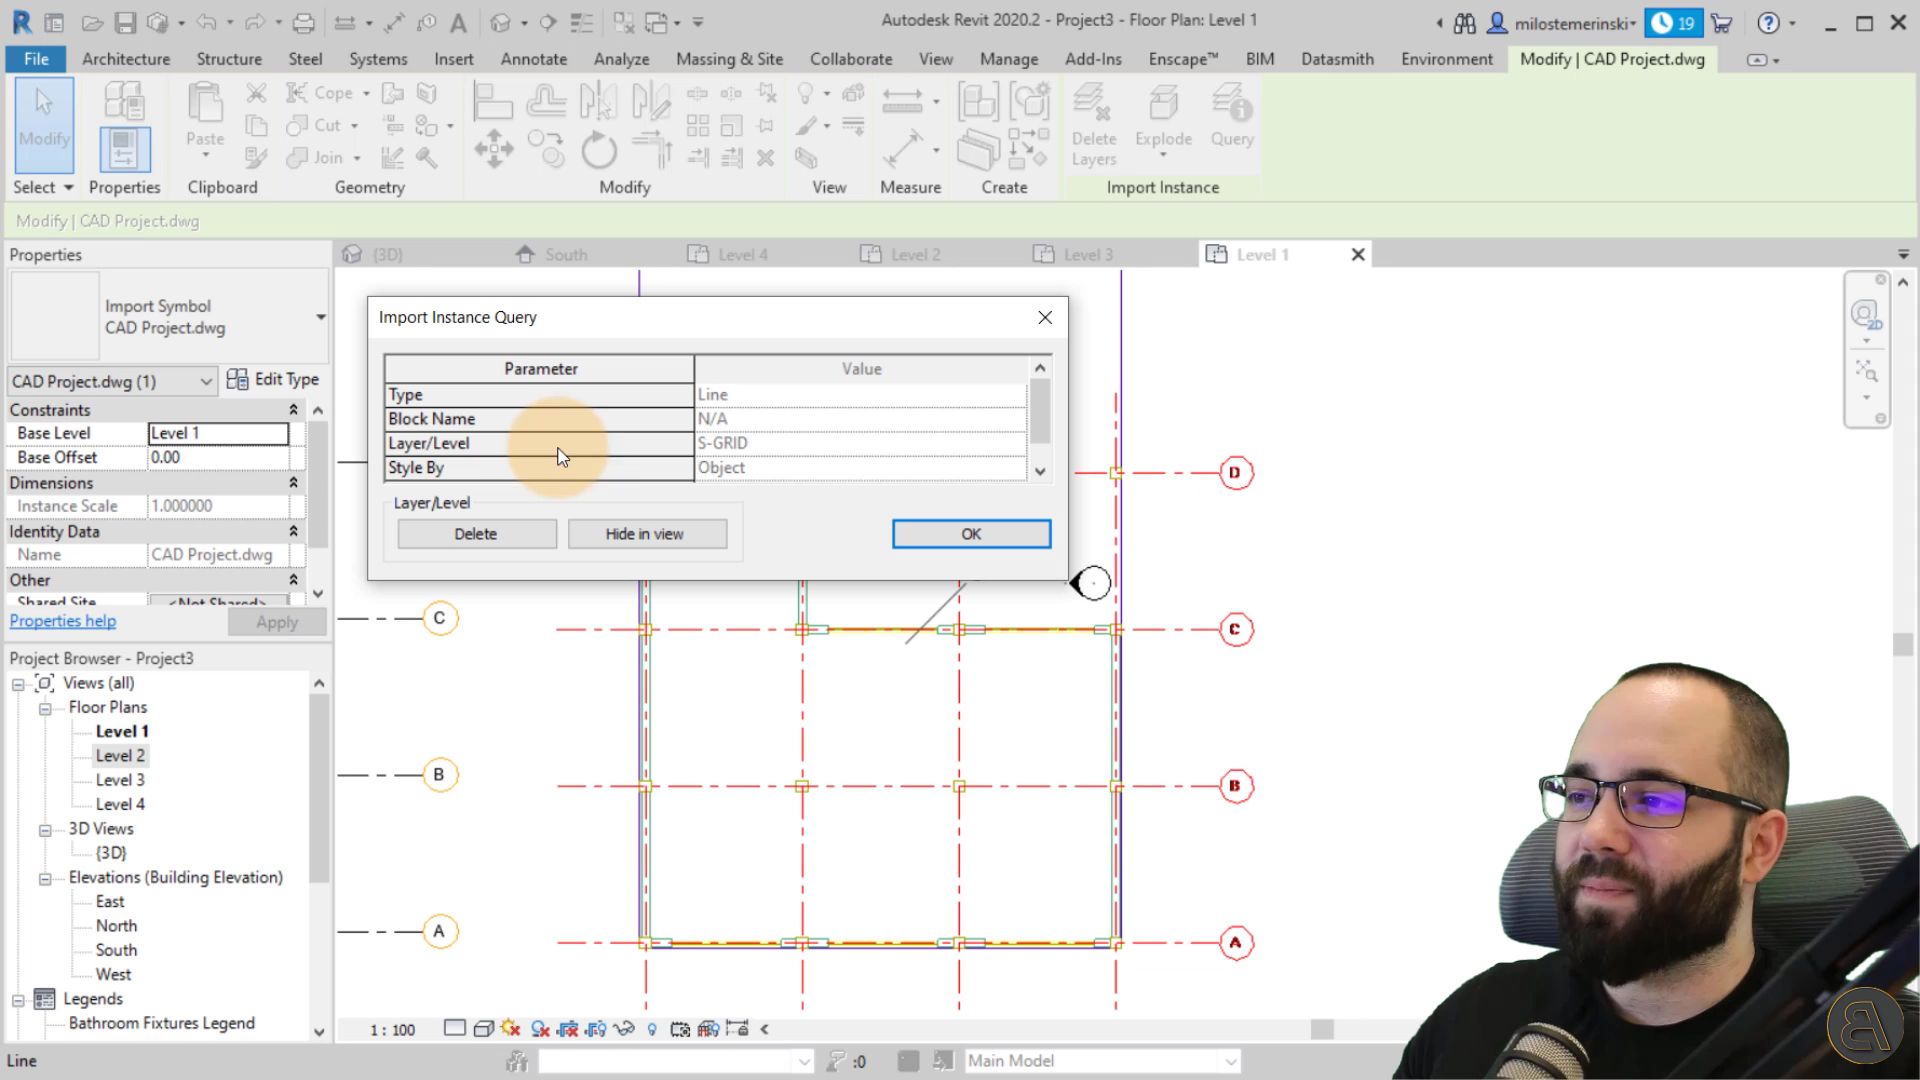 Autodesk Revit 2020.2 - Project3 - Floor Plan: Level 1
milostemerinski
19
File Architecture Structure Steel Systems Insert Annotate Analyze Massing & Site Collaborate View Manage Add-Ins Enscape™ BIM Datasmith Environment Modify | CAD Project.dwg
Modify
Paste
Cope
Cut
Join
Delete Layers
Explode
Query
Select Properties Clipboard Geometry Modify View Measure Create Import Instance
Modify | CAD Project.dwg
Properties
Import Symbol
CAD Project.dwg
CAD Project.dwg (1) Edit Type
Constraints
Base Level Level 1
Base Offset 0.00
Dimensions
Instance Scale 1.000000
Identity Data
Name CAD Project.dwg
Other
Shared Site <Not Shared>
Properties help Apply
Project Browser - Project3
Views (all)
Floor Plans
Level 1
Level 2
Level 3
Level 4
3D Views
{3D}
Elevations (Building Elevation)
East
North
South
West
Legends
Bathroom Fixtures Legend
{3D} South Level 4 Level 2 Level 3 Level 1
2D
Import Instance Query
Parameter Value
Type Line
Block Name N/A
Layer/Level S-GRID
Style By Object
Layer/Level
Delete Hide in view OK
D
C C
B B
A A
1 : 100
Line
:0
Main Model